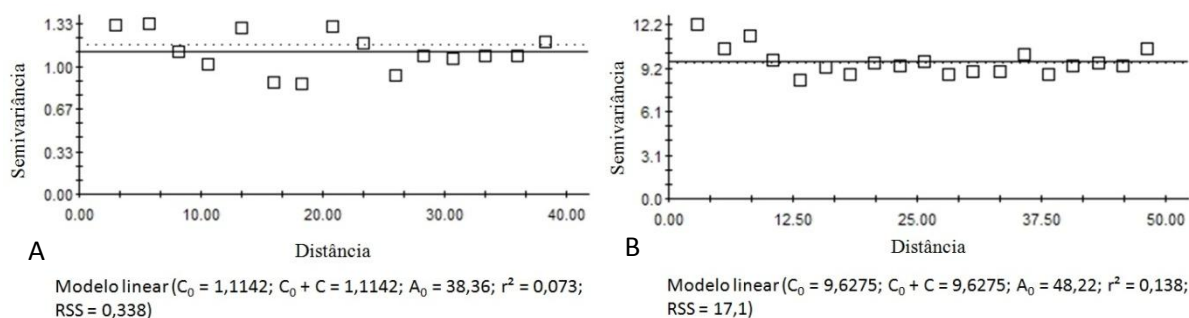 1.33
1.00
0.67
0.33
0.00
Semivariância
0.00 10.00 20.00 30.00 40.00
Distância
A
Modelo linear (C₀ = 1,1142; C₀ + C = 1,1142; A₀ = 38,36; r² = 0,073;
RSS = 0,338)
12.2
9.2
6.1
3.1
0.0
Semivariância
0.00 12.50 25.00 37.50 50.00
Distância
B
Modelo linear (C₀ = 9,6275; C₀ + C = 9,6275; A₀ = 48,22; r² = 0,138;
RSS = 17,1)